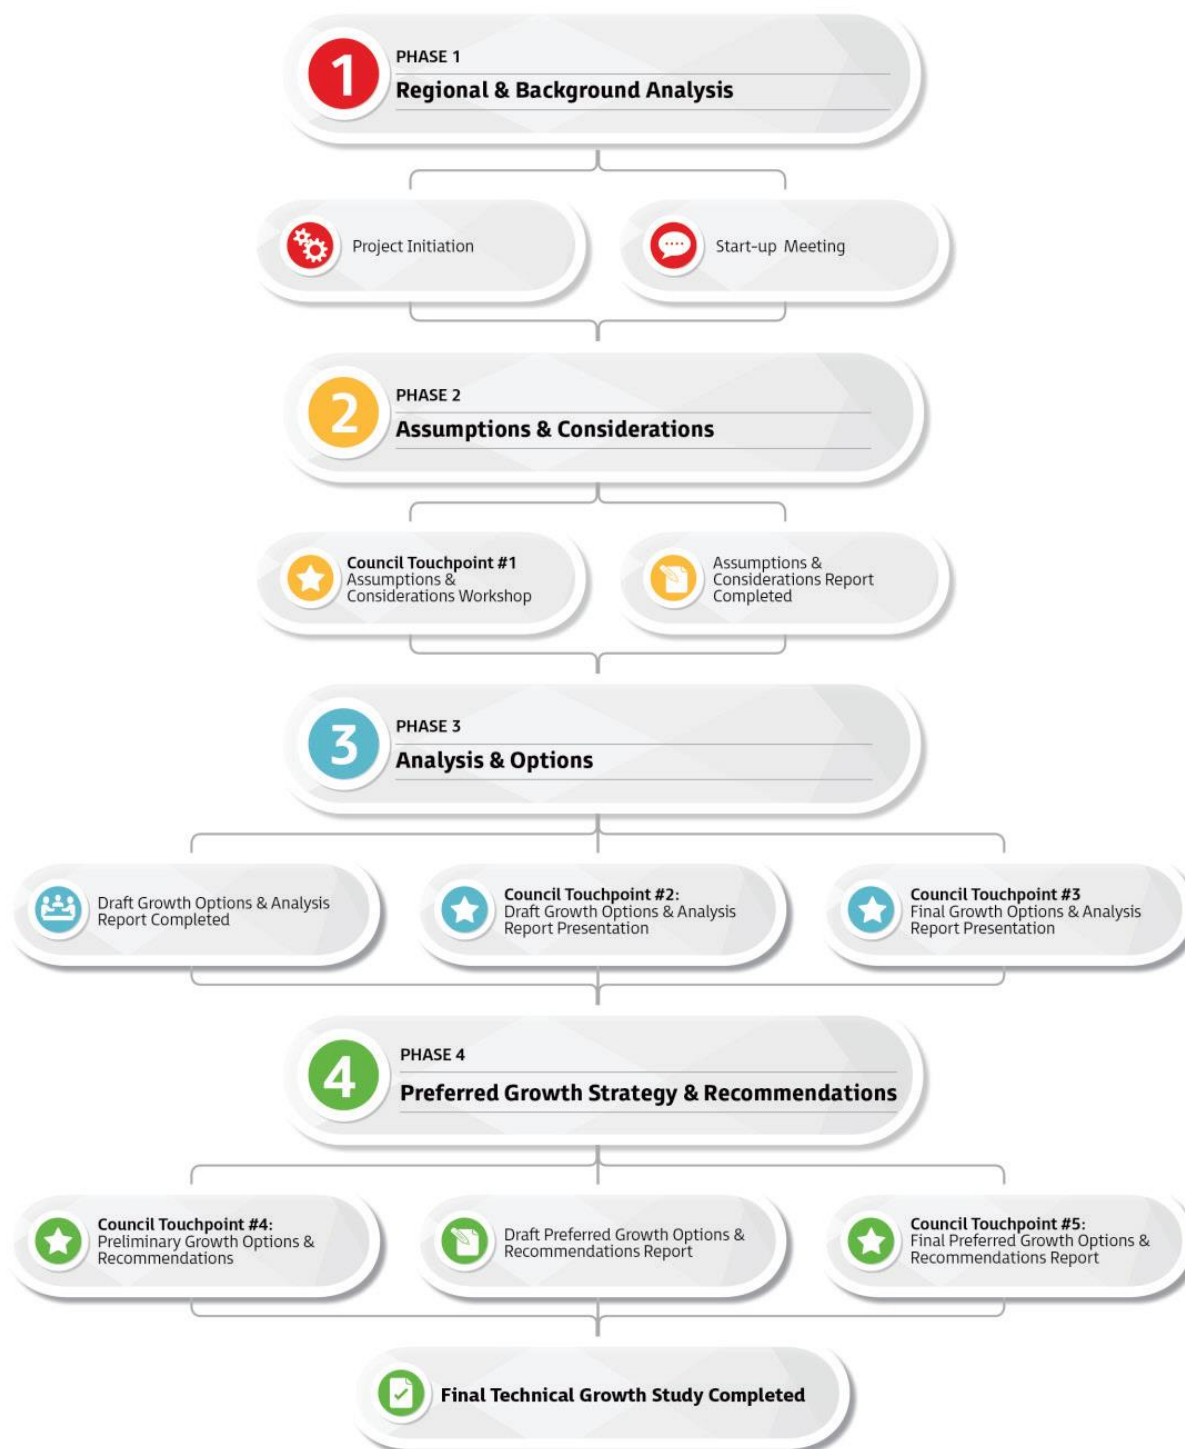 1
PHASE 1
Regional & Background Analysis
Project Initiation
Start-up Meeting
2
PHASE 2
Assumptions & Considerations
Council Touchpoint #1
Assumptions &
Considerations Workshop
Assumptions &
Considerations Report
Completed
3
PHASE 3
Analysis & Options
Draft Growth Options & Analysis
Report Completed
Council Touchpoint #2:
Draft Growth Options & Analysis
Report Presentation
Council Touchpoint #3
Final Growth Options & Analysis
Report Presentation
4
PHASE 4
Preferred Growth Strategy & Recommendations
Council Touchpoint #4:
Preliminary Growth Options &
Recommendations
Draft Preferred Growth Options &
Recommendations Report
Council Touchpoint #5:
Final Preferred Growth Options &
Recommendations Report
Final Technical Growth Study Completed